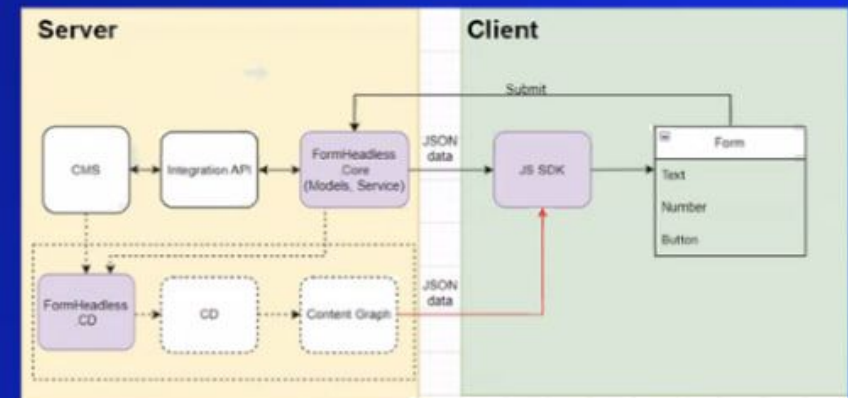 Server
Client
Submit
CMS
Integration API
FormHeadless
.Core
(Models, Service)
JSON
data
JS SDK
Form
Text
Number
Button
FormHeadless
.CD
CD
Content Graph
JSON
data